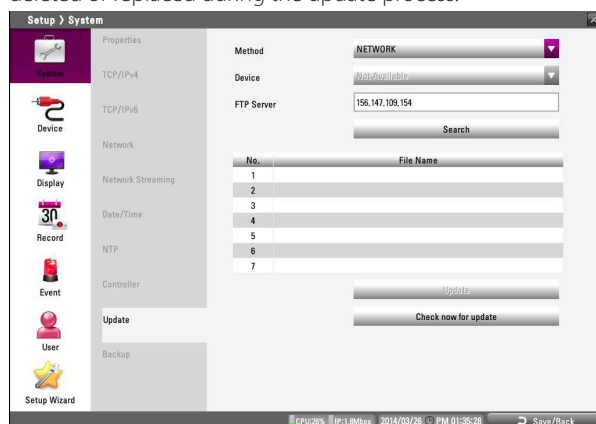 deleted or replaced during the update process.
Setup > System
System
Device
Display
Record
Event
User
Setup Wizard
Properties
TCP/IPv4
TCP/IPv6
Network
Network Streaming
Date/Time
NTP
Controller
Update
Backup
Method NETWORK
Device Not Available
FTP Server 156.147.109.154
Search
No. File Name
1
2
3
4
5
6
7
Update
Check now for update
30
CPU:26% IP:1.8Mbps 2014/03/26 PM 01:35:28 Save/Back